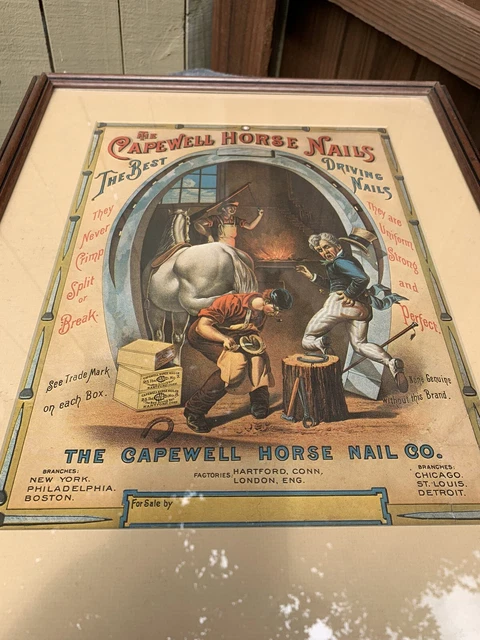 THE
CAPEWELL HORSE NAILS
THE BEST
DRIVING
NAILS
They
Never
Crimp
Split
or
Break.
They are
Uniform
Strong
and
Perfect.
See Trade Mark
on each Box.
None Genuine
without this Brand.
THE CAPEWELL HORSE NAIL CO.
BRANCHES:
NEW YORK.
PHILADELPHIA.
BOSTON.
FACTORIES
HARTFORD, CONN,
LONDON, ENG.
BRANCHES:
CHICAGO.
ST. LOUIS.
DETROIT.
For Sale by